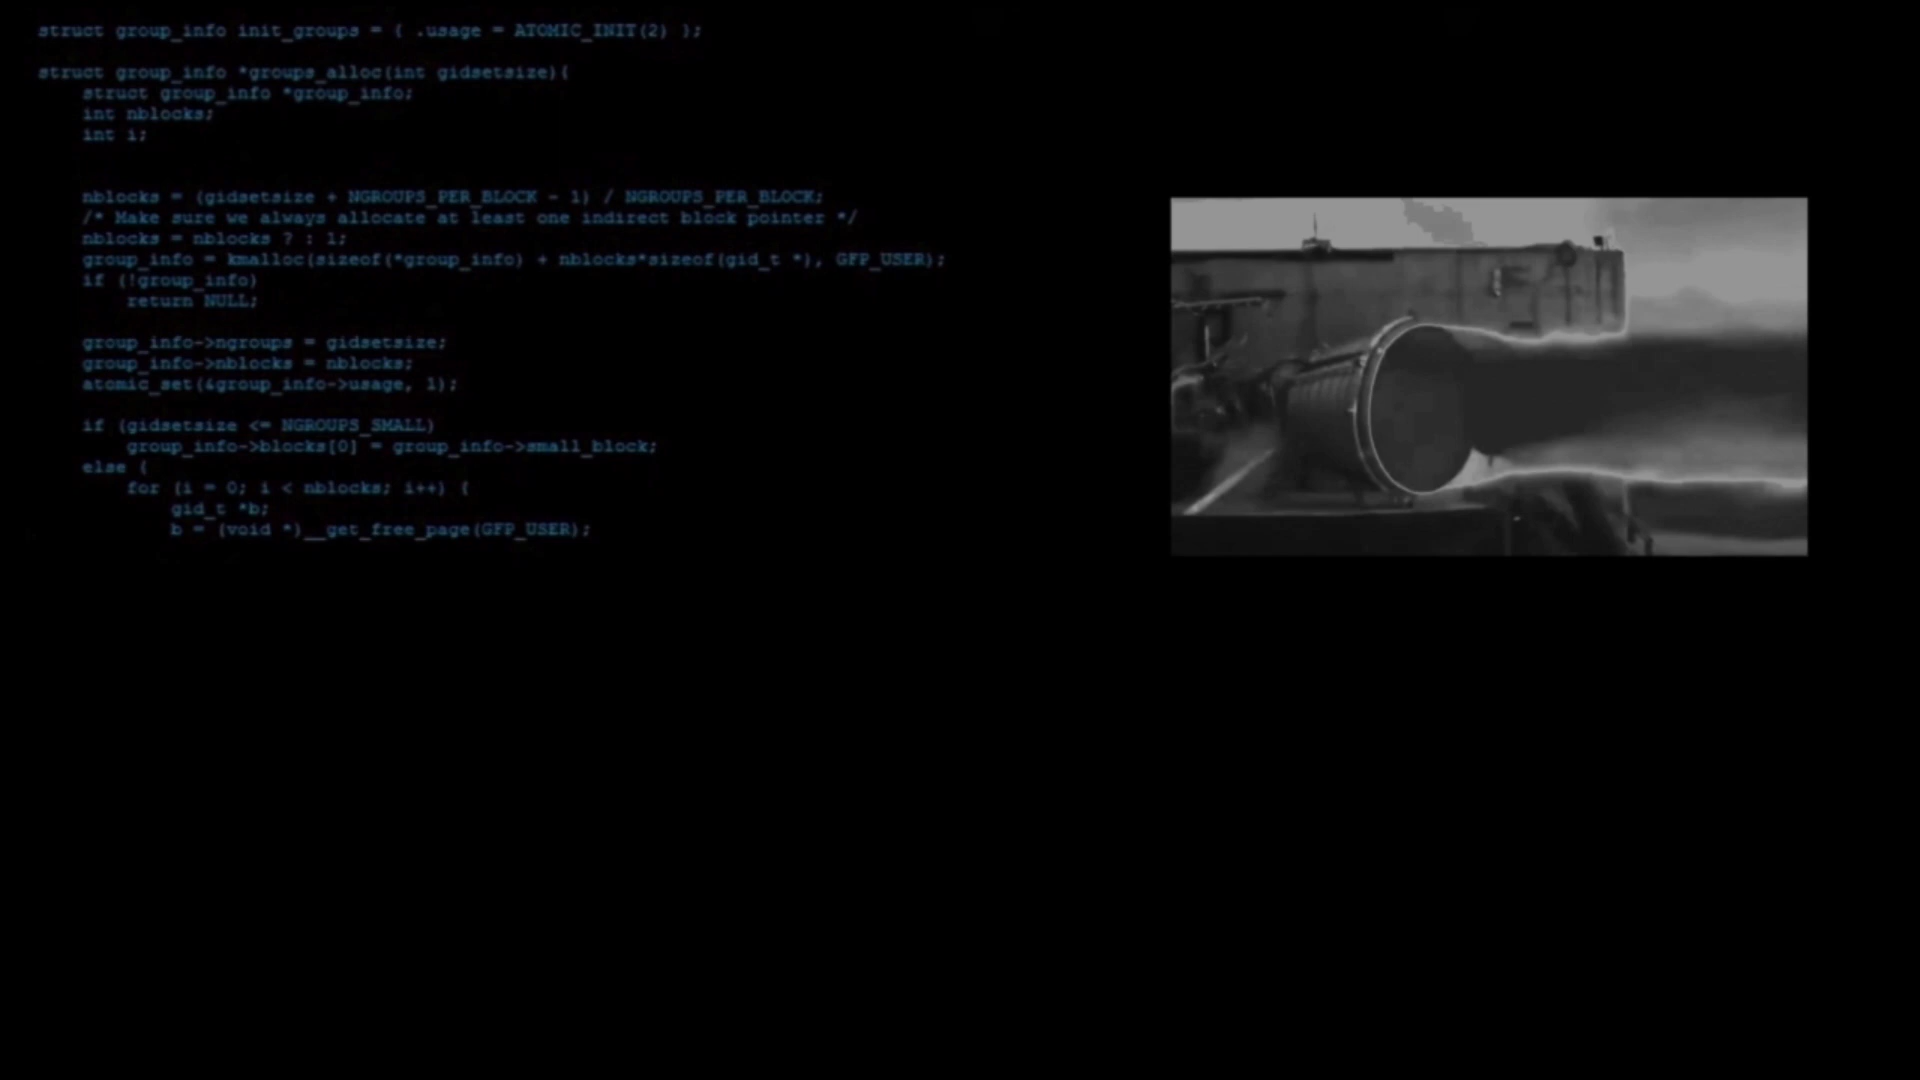 struct group_info init_groups = { .usage = ATOMIC_INIT(2) };
struct group_info *groups_alloc(int gidsetsize){
struct group_info *group_info;
int nblocks;
int i;
nblocks = (gidsetsize + NGROUPS_PER_BLOCK - 1) / NGROUPS_PER_BLOCK;
/* Make sure we always allocate at least one indirect block pointer */
nblocks = nblocks ? : 1;
group_info = kmalloc(sizeof(*group_info) + nblocks*sizeof(gid_t *), GFP_USER);
if (!group_info)
return NULL;
group_info->ngroups = gidsetsize;
group_info->nblocks = nblocks;
atomic_set(&group_info->usage, 1);
if (gidsetsize <= NGROUPS_SMALL)
group_info->blocks[0] = group_info->small_block;
else {
for (i = 0; i < nblocks; i++) {
gid_t *b;
b = (void *)__get_free_page(GFP_USER);